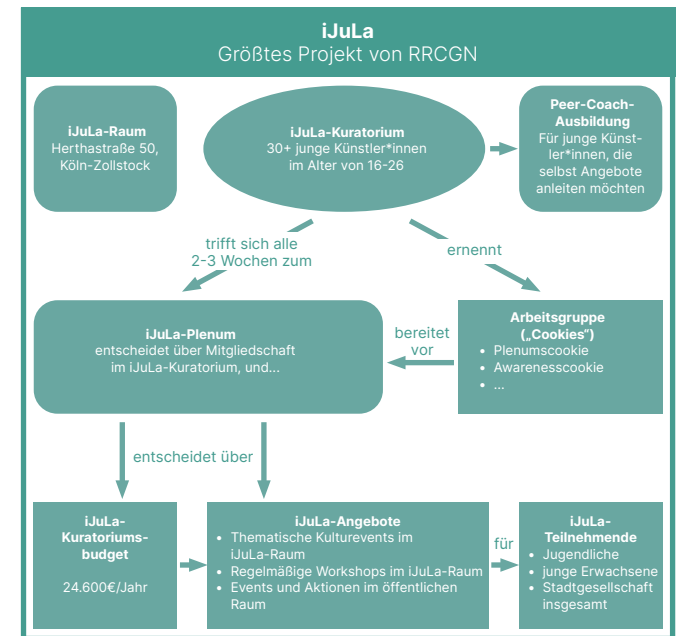 iJuLa
Größtes Projekt von RRCGN
iJuLa-Raum
Herthastraße 50,
Köln-Zollstock
iJuLa-Kuratorium
30+ junge Künstler*innen
im Alter von 16-26
Peer-Coach-
Ausbildung
Für junge Künst-
ler*innen, die
selbst Angebote
anleiten möchten
trifft sich alle
2-3 Wochen zum
ernennt
iJuLa-Plenum
entscheidet über Mitgliedschaft
im iJuLa-Kuratorium, und...
bereitet
vor
Arbeitsgruppe
(„Cookies")
• Plenumscookie
• Awarenesscookie
• ...
entscheidet über
iJuLa-
Kuratoriums-
budget
24.600€/Jahr
iJuLa-Angebote
• Thematische Kulturevents im
iJuLa-Raum
• Regelmäßige Workshops im iJuLa-Raum
• Events und Aktionen im öffentlichen
Raum
für
iJuLa-
Teilnehmende
• Jugendliche
• junge Erwachsene
• Stadtgesellschaft
insgesamt